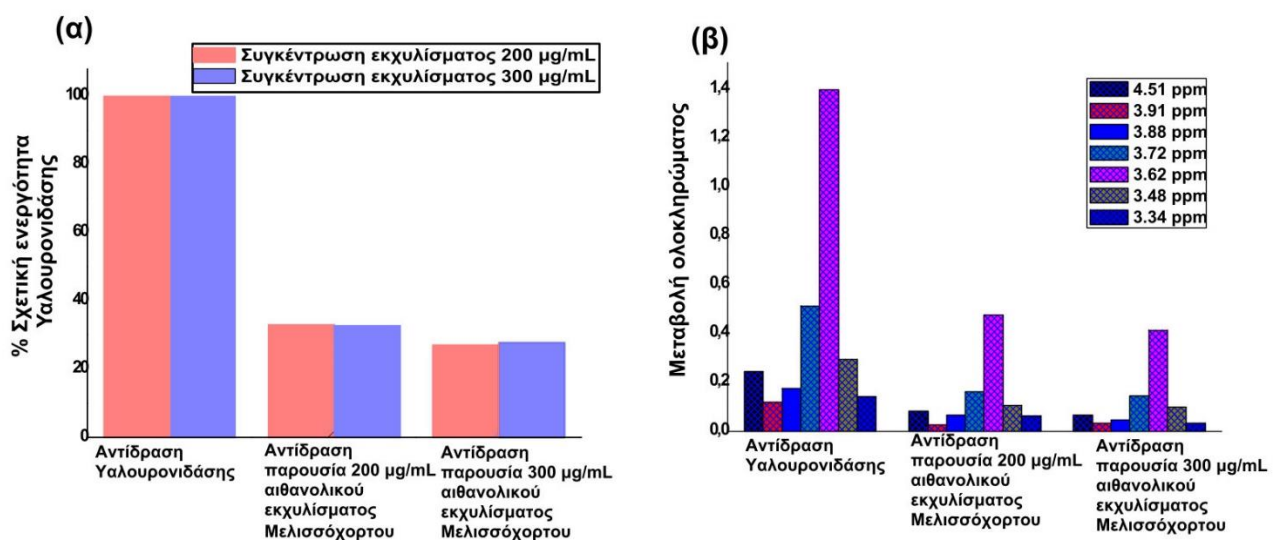 (α)
Συγκέντρωση εκχυλίσματος 200 μg/mL
Συγκέντρωση εκχυλίσματος 300 μg/mL
% Σχετική ενεργότητα
Υαλουρονιδάσης
100
80
60
40
20
0
Αντίδραση
Υαλουρονιδάσης
Αντίδραση
παρουσία 200 μg/mL
αιθανολικού
εκχυλίσματος
Μελισσόχορτου
Αντίδραση
παρουσία 300 μg/mL
αιθανολικού
εκχυλίσματος
Μελισσόχορτου
(β)
4.51 ppm
3.91 ppm
3.88 ppm
3.72 ppm
3.62 ppm
3.48 ppm
3.34 ppm
Μεταβολή ολοκληρώματος
1,4
1,2
1,0
0,8
0,6
0,4
0,2
0,0
Αντίδραση
Υαλουρονιδάσης
Αντίδραση
παρουσία 200 μg/mL
αιθανολικού
εκχυλίσματος
Μελισσόχορτου
Αντίδραση
παρουσία 300 μg/mL
αιθανολικού
εκχυλίσματος
Μελισσόχορτου